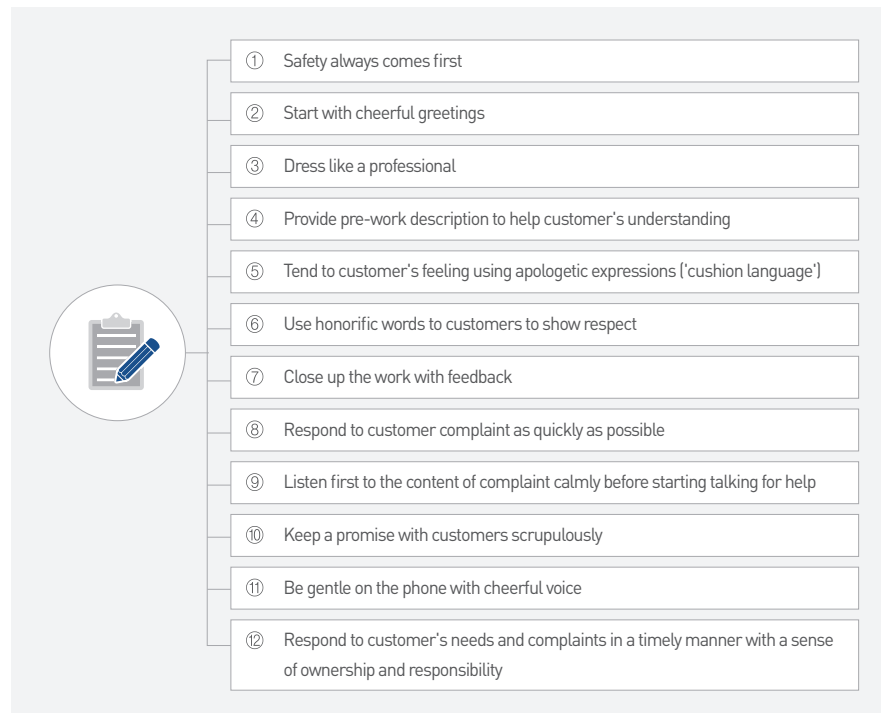 ① Safety always comes first
② Start with cheerful greetings
③ Dress like a professional
④ Provide pre-work description to help customer's understanding
⑤ Tend to customer's feeling using apologetic expressions ('cushion language')
⑥ Use honorific words to customers to show respect
⑦ Close up the work with feedback
⑧ Respond to customer complaint as quickly as possible
⑨ Listen first to the content of complaint calmly before starting talking for help
⑩ Keep a promise with customers scrupulously
⑪ Be gentle on the phone with cheerful voice
⑫ Respond to customer's needs and complaints in a timely manner with a sense
of ownership and responsibility